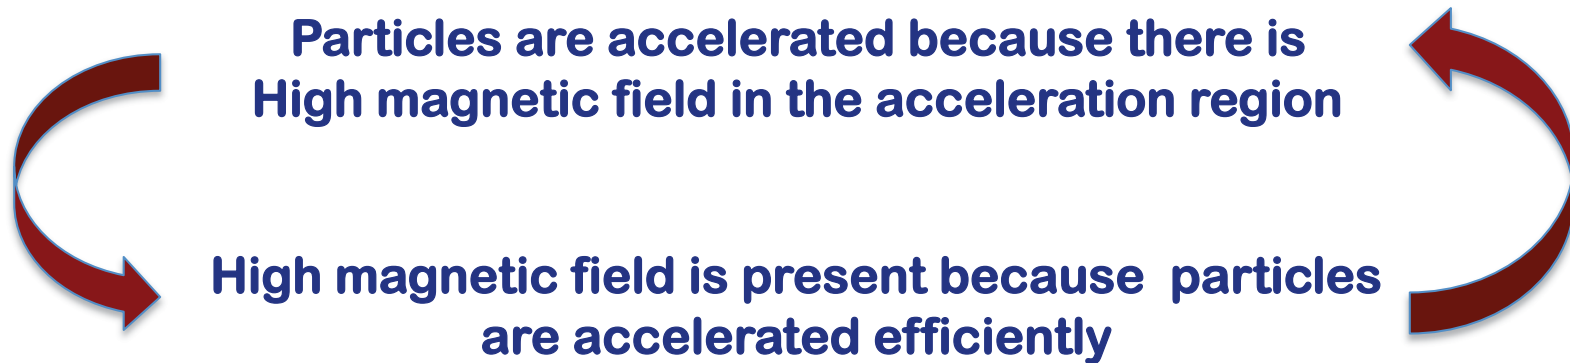 Particles are accelerated because there is
High magnetic field in the acceleration region
High magnetic field is present because  particles
are accelerated efficiently